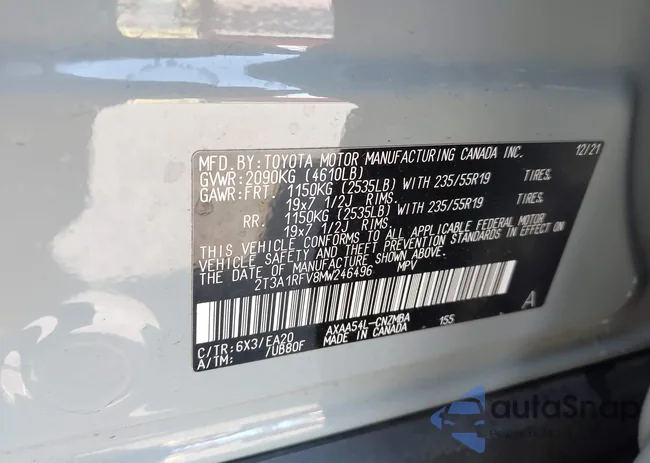 MFD. BY: TOYOTA MOTOR MANUFACTURING CANADA INC. 12/21
GVWR: 2090KG (4610LB)
GAWR: FRT 1150KG (2535LB) WITH 235/55R19 TIRES,
19x7 1/2J RIMS.
RR. 1150KG (2535LB) WITH 235/55R19 TIRES,
19x7 1/2J RIMS.
THIS VEHICLE CONFORMS TO ALL APPLICABLE FEDERAL MOTOR
VEHICLE SAFETY AND THEFT PREVENTION STANDARDS IN EFFECT ON
THE DATE OF MANUFACTURE SHOWN ABOVE.
2T3A1RFV8MW246496 MPV
A
C/TR: 6X3/EA20 AXAA54L-CNZMBA 155
A/TM: /UB80F MADE IN CANADA
autoSnap